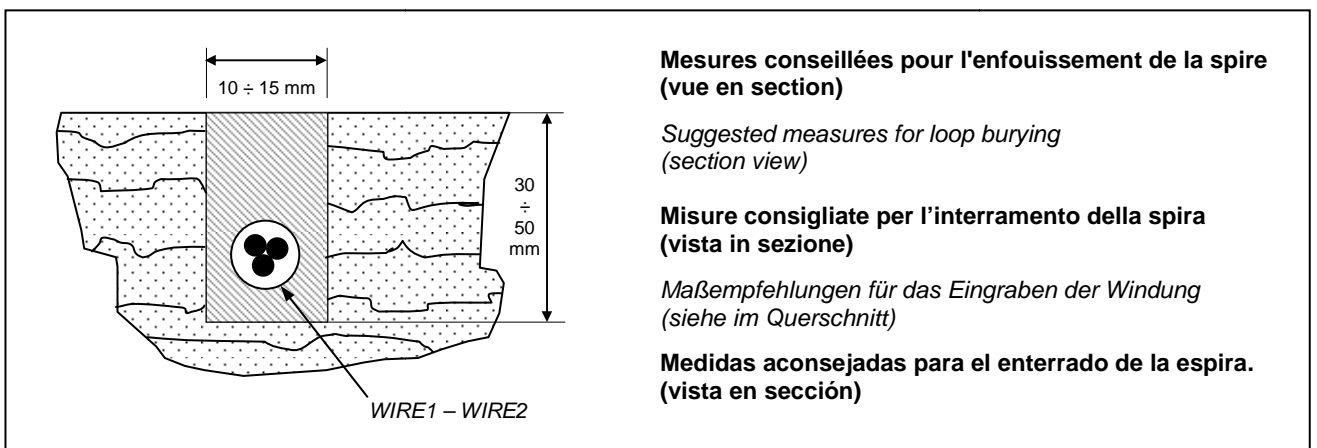 10 ÷ 15 mm
30
÷
50
mm
WIRE1 – WIRE2
Mesures conseillées pour l'enfouissement de la spire
(vue en section)
Suggested measures for loop burying
(section view)
Misure consigliate per l’interramento della spira
(vista in sezione)
Maßempfehlungen für das Eingraben der Windung
(siehe im Querschnitt)
Medidas aconsejadas para el enterrado de la espira.
(vista en sección)